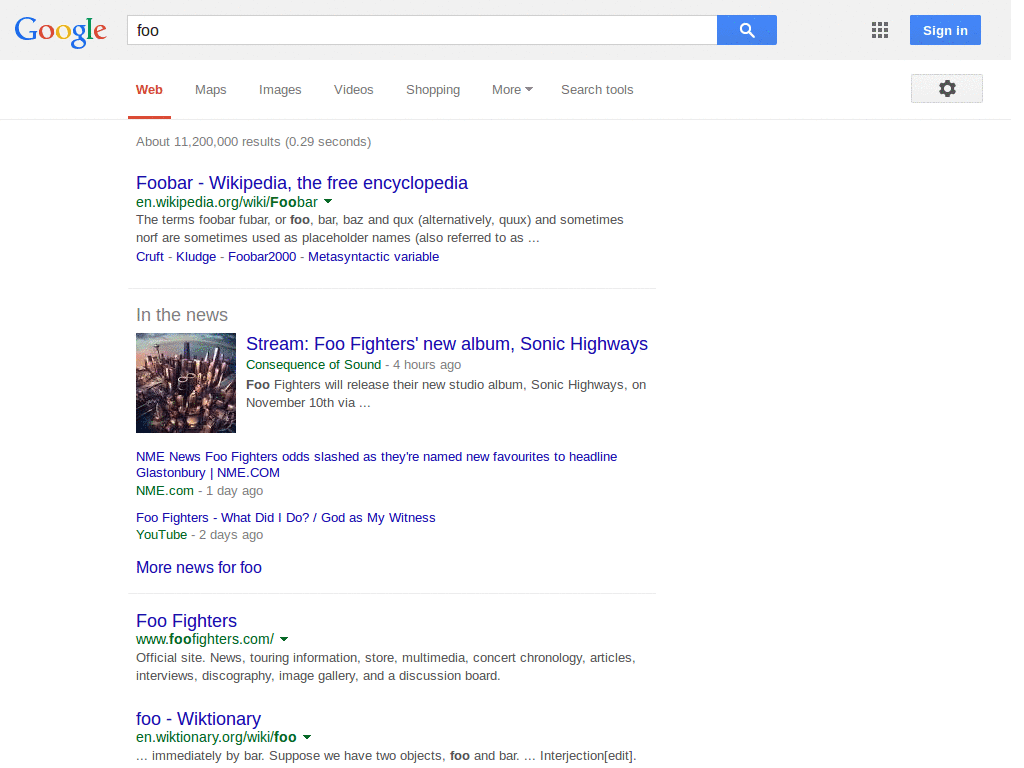 Google
foo
Sign in
Web Maps Images Videos Shopping More Search tools
About 11,200,000 results (0.29 seconds)
Foobar - Wikipedia, the free encyclopedia
en.wikipedia.org/wiki/Foobar
The terms foobar fubar, or foo, bar, baz and qux (alternatively, quux) and sometimes
norf are sometimes used as placeholder names (also referred to as ...
Cruft - Kludge - Foobar2000 - Metasyntactic variable
In the news
Stream: Foo Fighters' new album, Sonic Highways
Consequence of Sound - 4 hours ago
Foo Fighters will release their new studio album, Sonic Highways, on
November 10th via ...
NME News Foo Fighters odds slashed as they're named new favourites to headline
Glastonbury | NME.COM
NME.com - 1 day ago
Foo Fighters - What Did I Do? / God as My Witness
YouTube - 2 days ago
More news for foo
Foo Fighters
www.foofighters.com/
Official site. News, touring information, store, multimedia, concert chronology, articles,
interviews, discography, image gallery, and a discussion board.
foo - Wiktionary
en.wiktionary.org/wiki/foo
... immediately by bar. Suppose we have two objects, foo and bar. ... Interjection[edit].